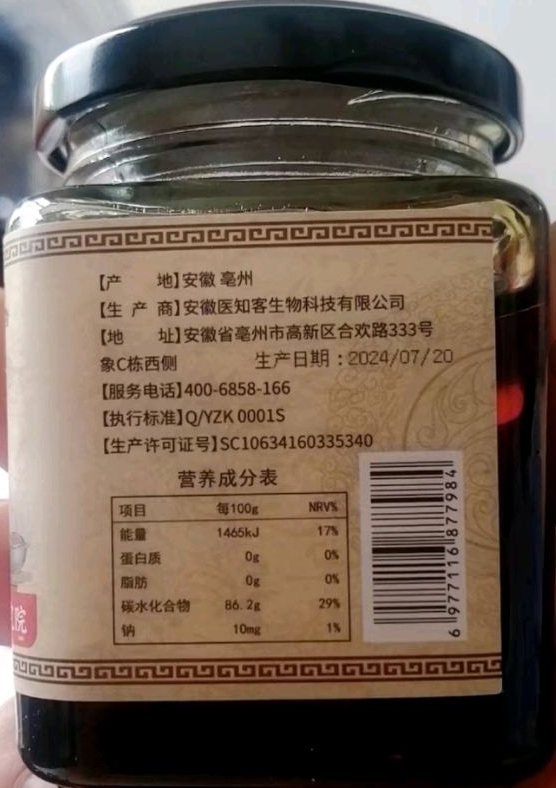 【产 地】安徽 亳州
【生 产 商】安徽医知客生物科技有限公司
【地 址】安徽省亳州市高新区合欢路333号
象C栋西侧 生产日期：2024/07/20
【服务电话】400-6858-166
【执行标准】Q/YZK 0001S
【生产许可证号】SC10634160335340
营养成分表
项目 每100g NRV%
能量 1465kJ 17%
蛋白质 0g 0%
脂肪 0g 0%
碳水化合物 86.2g 29%
钠 10mg 1%
6 977116 877984
院